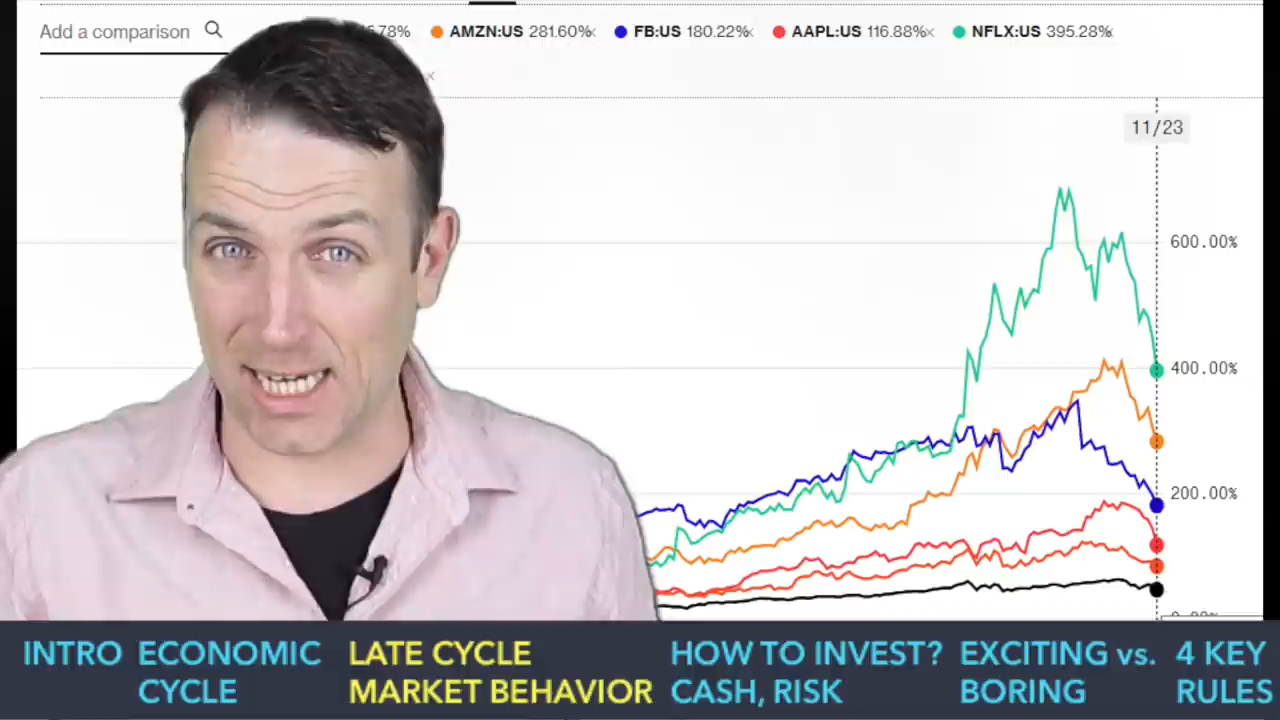 Add a comparison
AMZN:US 281.60%×
FB:US 180.22%×
AAPL:US 116.88%×
NFLX:US 395.28%×
11/23
600.00%
400.00%
200.00%
INTRO
ECONOMIC
CYCLE
LATE CYCLE
MARKET BEHAVIOR
HOW TO INVEST?
CASH, RISK
EXCITING vs.
BORING
4 KEY
RULES